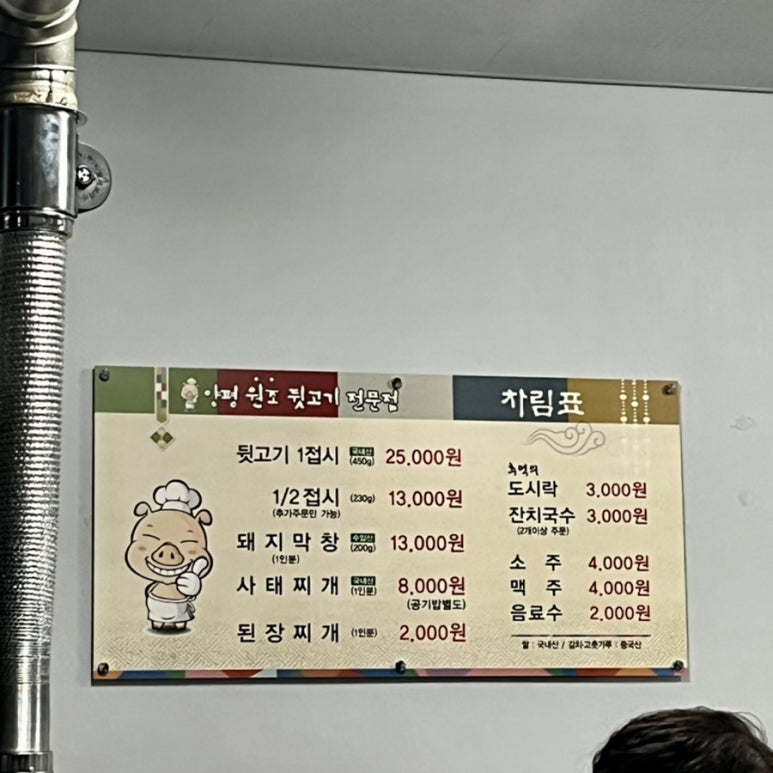 양평 원조 뒷고기 전문점
차림표
뒷고기 1접시 국내산 (450g) 25,000원
1/2접시 (230g) 13,000원
(추가주문만 가능)
돼지막창 수입산 (200g) 13,000원
(1인분)
사태찌개 국내산 (1인분) 8,000원
(공기밥별도)
된장찌개 (1인분) 2,000원
추억의
도시락 3,000원
잔치국수 3,000원
(2개이상 주문)
소주 4,000원
맥주 4,000원
음료수 2,000원
쌀 : 국내산 / 김치·고춧가루 : 중국산